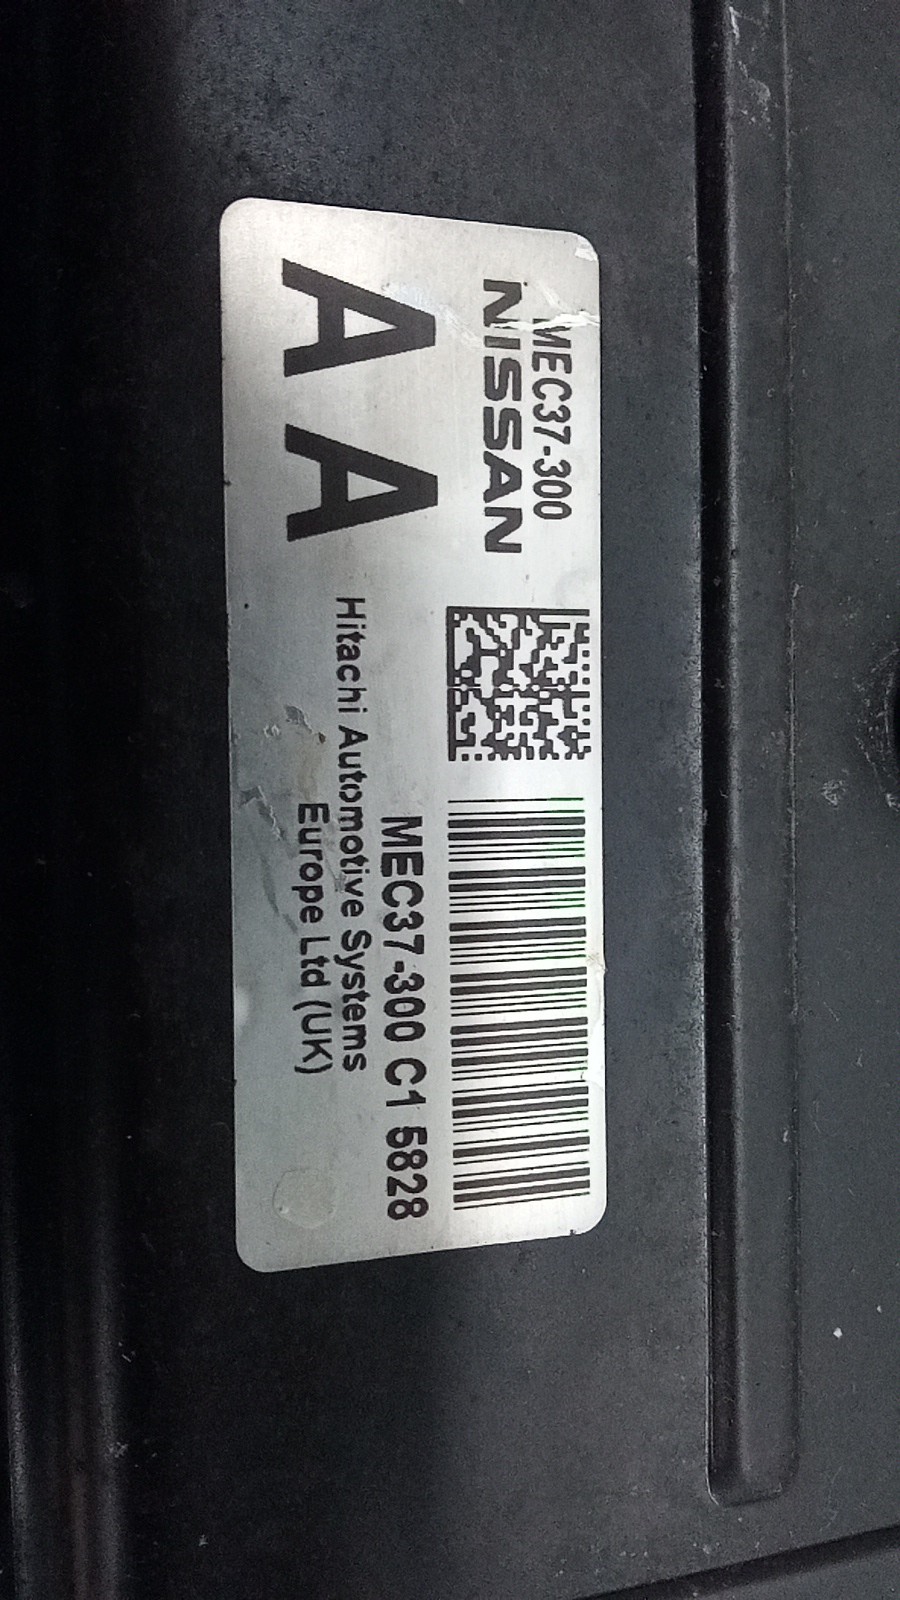 MEC37-300
NISSAN
A A
MEC37-300 C1 5828
Hitachi Automotive Systems
Europe Ltd (UK)